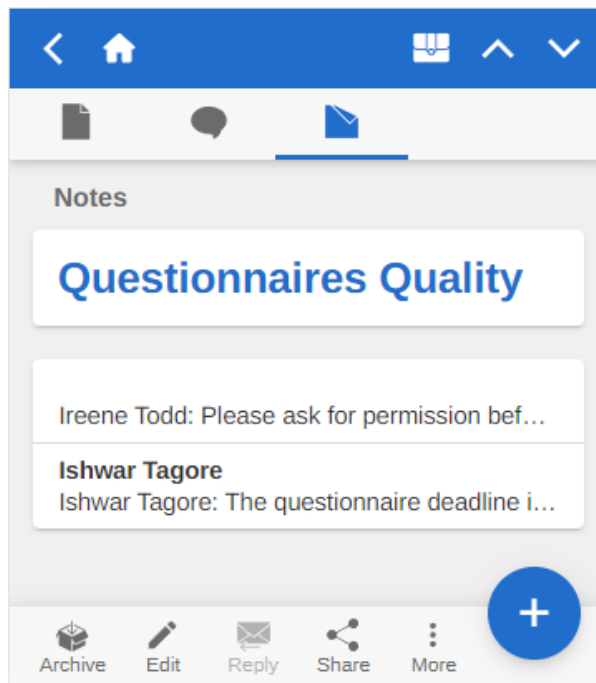 Notes
Questionnaires Quality
Ireene Todd: Please ask for permission bef…
Ishwar Tagore
Ishwar Tagore: The questionnaire deadline i…
Archive Edit Reply Share More